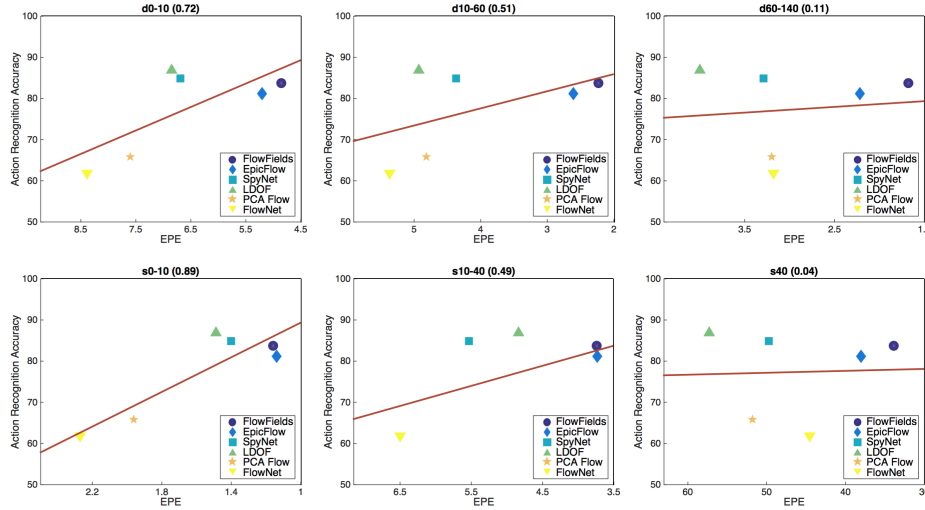 d0-10 (0.72)
100
90
80
70
60
50
Action Recognition Accuracy
8.5
7.5
6.5
5.5
4.5
EPE
FlowFields
EpicFlow
SpyNet
LDOF
PCA Flow
FlowNet
d10-60 (0.51)
100
90
80
70
60
50
Action Recognition Accuracy
5
4
3
2
EPE
FlowFields
EpicFlow
SpyNet
LDOF
PCA Flow
FlowNet
d60-140 (0.11)
100
90
80
70
60
50
Action Recognition Accuracy
3.5
2.5
EPE
FlowFields
EpicFlow
SpyNet
LDOF
PCA Flow
FlowNet
s0-10 (0.89)
100
90
80
70
60
50
Action Recognition Accuracy
2.2
1.8
1.4
1
EPE
FlowFields
EpicFlow
SpyNet
LDOF
PCA Flow
FlowNet
s10-40 (0.49)
100
90
80
70
60
50
Action Recognition Accuracy
6.5
5.5
4.5
3.5
EPE
FlowFields
EpicFlow
SpyNet
LDOF
PCA Flow
FlowNet
s40 (0.04)
100
90
80
70
60
50
Action Recognition Accuracy
60
50
40
EPE
FlowFields
EpicFlow
SpyNet
LDOF
PCA Flow
FlowNet